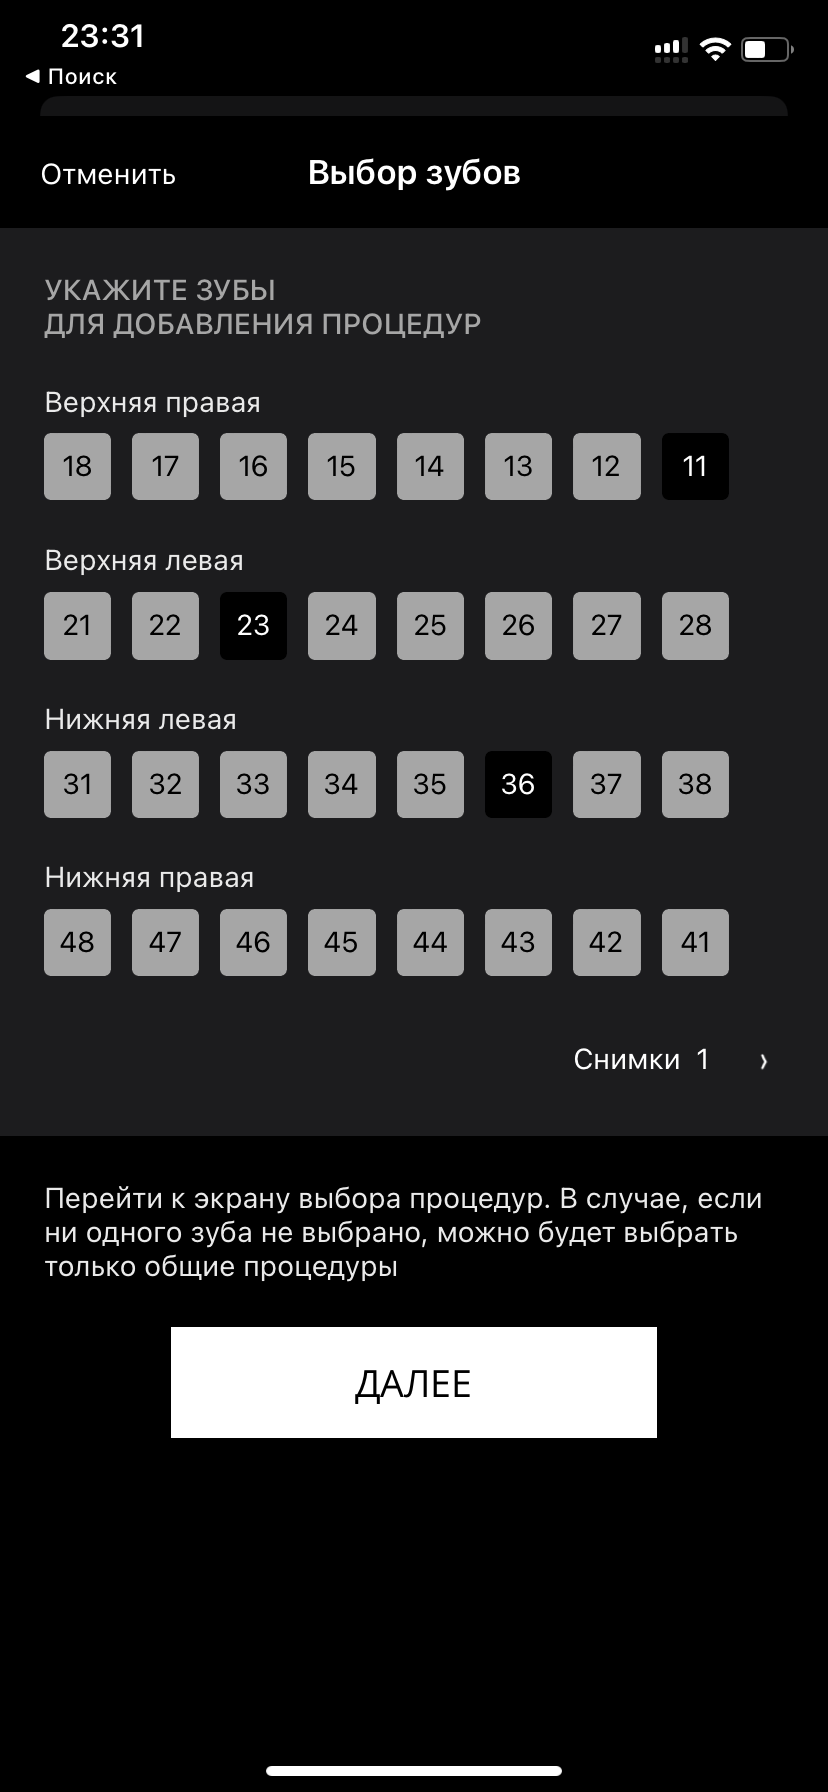 23:31
◀ Поиск
Отменить
Выбор зубов
УКАЖИТЕ ЗУБЫ
ДЛЯ ДОБАВЛЕНИЯ ПРОЦЕДУР
Верхняя правая
18 17 16 15 14 13 12 11
Верхняя левая
21 22 23 24 25 26 27 28
Нижняя левая
31 32 33 34 35 36 37 38
Нижняя правая
48 47 46 45 44 43 42 41
Снимки 1 ›
Перейти к экрану выбора процедур. В случае, если
ни одного зуба не выбрано, можно будет выбрать
только общие процедуры
ДАЛЕЕ